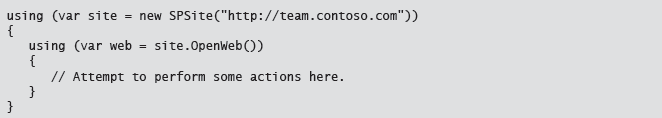 using (var site = new SPSite("http://team.contoso.com"))
{
   using (var web = site.OpenWeb())
   {
      // Attempt to perform some actions here.
   }
}